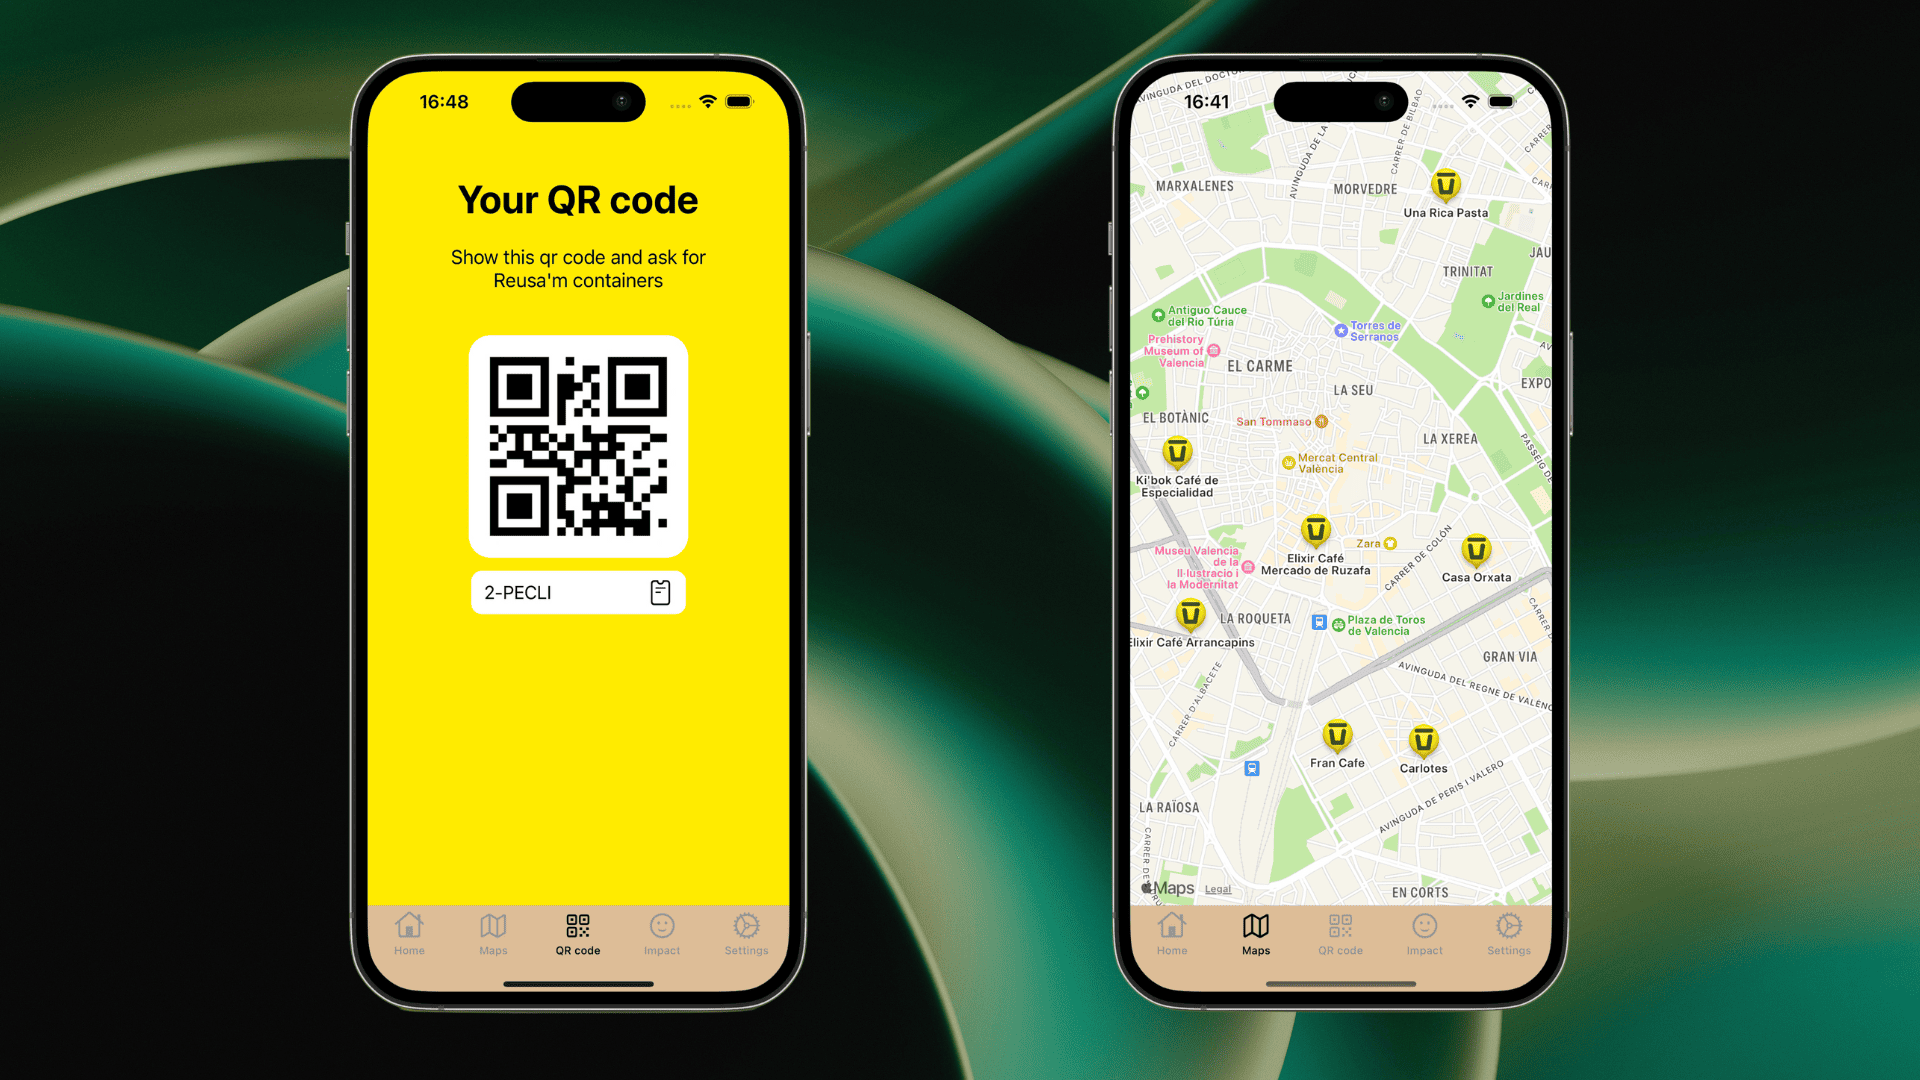 16:48
Your QR code
Show this qr code and ask for
Reusa'm containers
2-PECLI
Home
Maps
QR code
Impact
Settings
16:41
AVINGUDA DEL DOCTOR
AVINGUDA DE LA
CARRER DE BILBAO
CARRER
MARXALENES
MORVEDRE
Una Rica Pasta
TRINITAT
JAU
Jardines
del Real
Antiguo Cauce
del Río Túria
Torres de
Serranos
Prehistory
Museum of
Valencia
EL CARME
LA SEU
EXPO
EL BOTÀNIC
San Tommaso
LA XEREA
PASSEIG DE
Mercat Central
València
Ki'bok Café de
Especialidad
Elixir Café
Mercado de Ruzafa
Zara
CARRER DE COLÓN
Casa Orxata
Museu Valencia
de la
Il·lustracio i
la Modernitat
LA ROQUETA
Plaza de Toros
de Valencia
Elixir Café Arrancapins
GRAN VIA
AVINGUDA DEL REGNE DE VALÈNC
CARRER D'ALBACETE
Fran Cafe
Carlotes
AVINGUDA DE PERIS I VALERO
LA RAÏOSA
CARRER DE
EN CORTS
Maps
Legal
Home
Maps
QR code
Impact
Settings